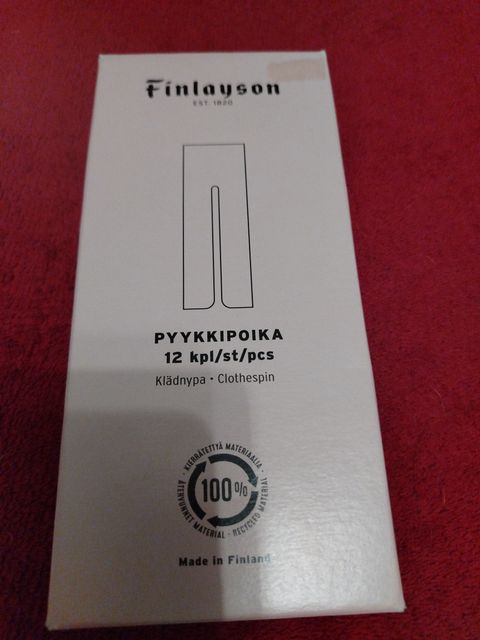 Finlayson
EST. 1820
PYYKKIPOIKA
12 kpl/st/pcs
Klädnypa • Clothespin
KIERRÄTETTYÄ MATERIAALIA · RECYCLED MATERIAL · ÅTERVUNNET MATERIAL ·
100%
Made in Finland